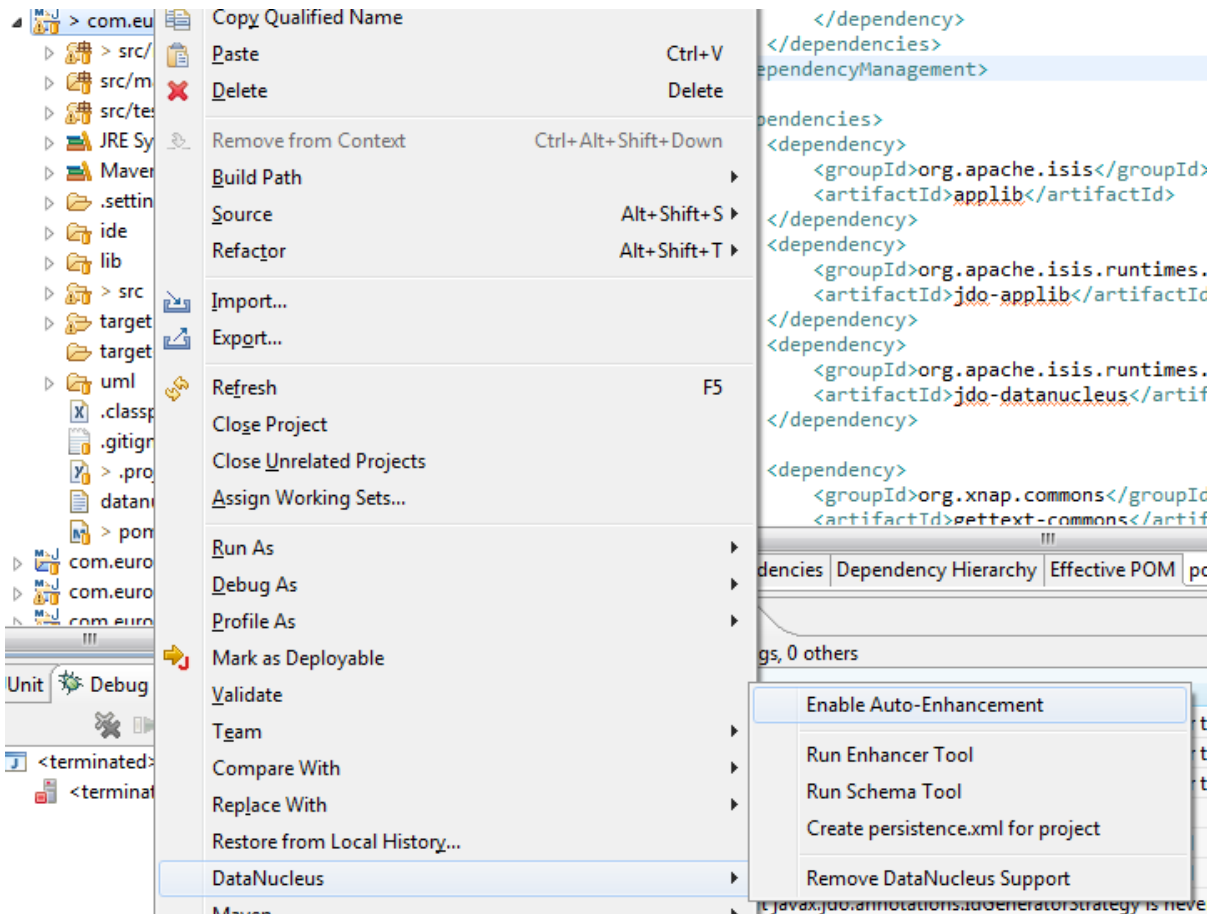 > com.eu
> src/
src/m
src/tes
JRE Sy
Maven
.settin
ide
lib
> src
target
target
uml
.classp
.gitign
> .proj
datanu
> pom
com.euro
com.euro
com.euro
Unit
Debug
<terminated>
<terminat
Copy Qualified Name
Paste Ctrl+V
Delete Delete
Remove from Context Ctrl+Alt+Shift+Down
Build Path
Source Alt+Shift+S
Refactor Alt+Shift+T
Import...
Export...
Refresh F5
Close Project
Close Unrelated Projects
Assign Working Sets...
Run As
Debug As
Profile As
Mark as Deployable
Validate
Team
Compare With
Replace With
Restore from Local History...
DataNucleus
Maven
</dependency>
</dependencies>
ependencyManagement>
pendencies>
<dependency>
<groupId>org.apache.isis</groupId>
<artifactId>applib</artifactId>
</dependency>
<dependency>
<groupId>org.apache.isis.runtimes.
<artifactId>jdo-applib</artifactId
</dependency>
<dependency>
<groupId>org.apache.isis.runtimes.
<artifactId>jdo-datanucleus</artif
</dependency>
<dependency>
<groupId>org.xnap.commons</groupId
<artifactId>gettext-commons</artif
dencies Dependency Hierarchy Effective POM po
gs, 0 others
Enable Auto-Enhancement
Run Enhancer Tool
Run Schema Tool
Create persistence.xml for project
Remove DataNucleus Support
t javax.jdo.annotations.IdGeneratorStrategy is neve